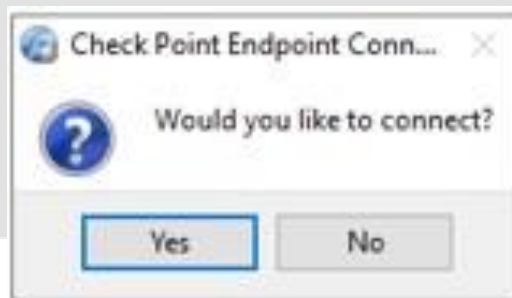 Check Point Endpoint Conn...
Would you like to connect?
Yes
No